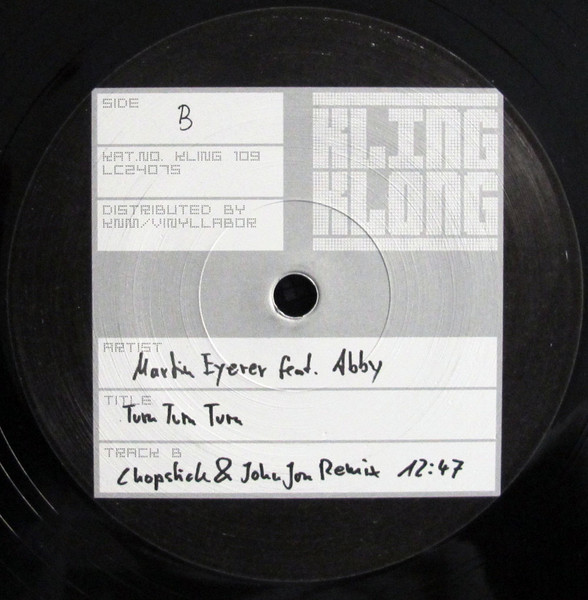 SIDE
B
KLING
KLONG
KAT.NO. KLING 109
LC24075
DISTRIBUTED BY
KNM/VINYLLABOR
ARTIST
Martin Eyerer feat. Abby
TITLE
Turn Turn Turn
TRACK B
Chopstick & JohnJon Remix 12:47